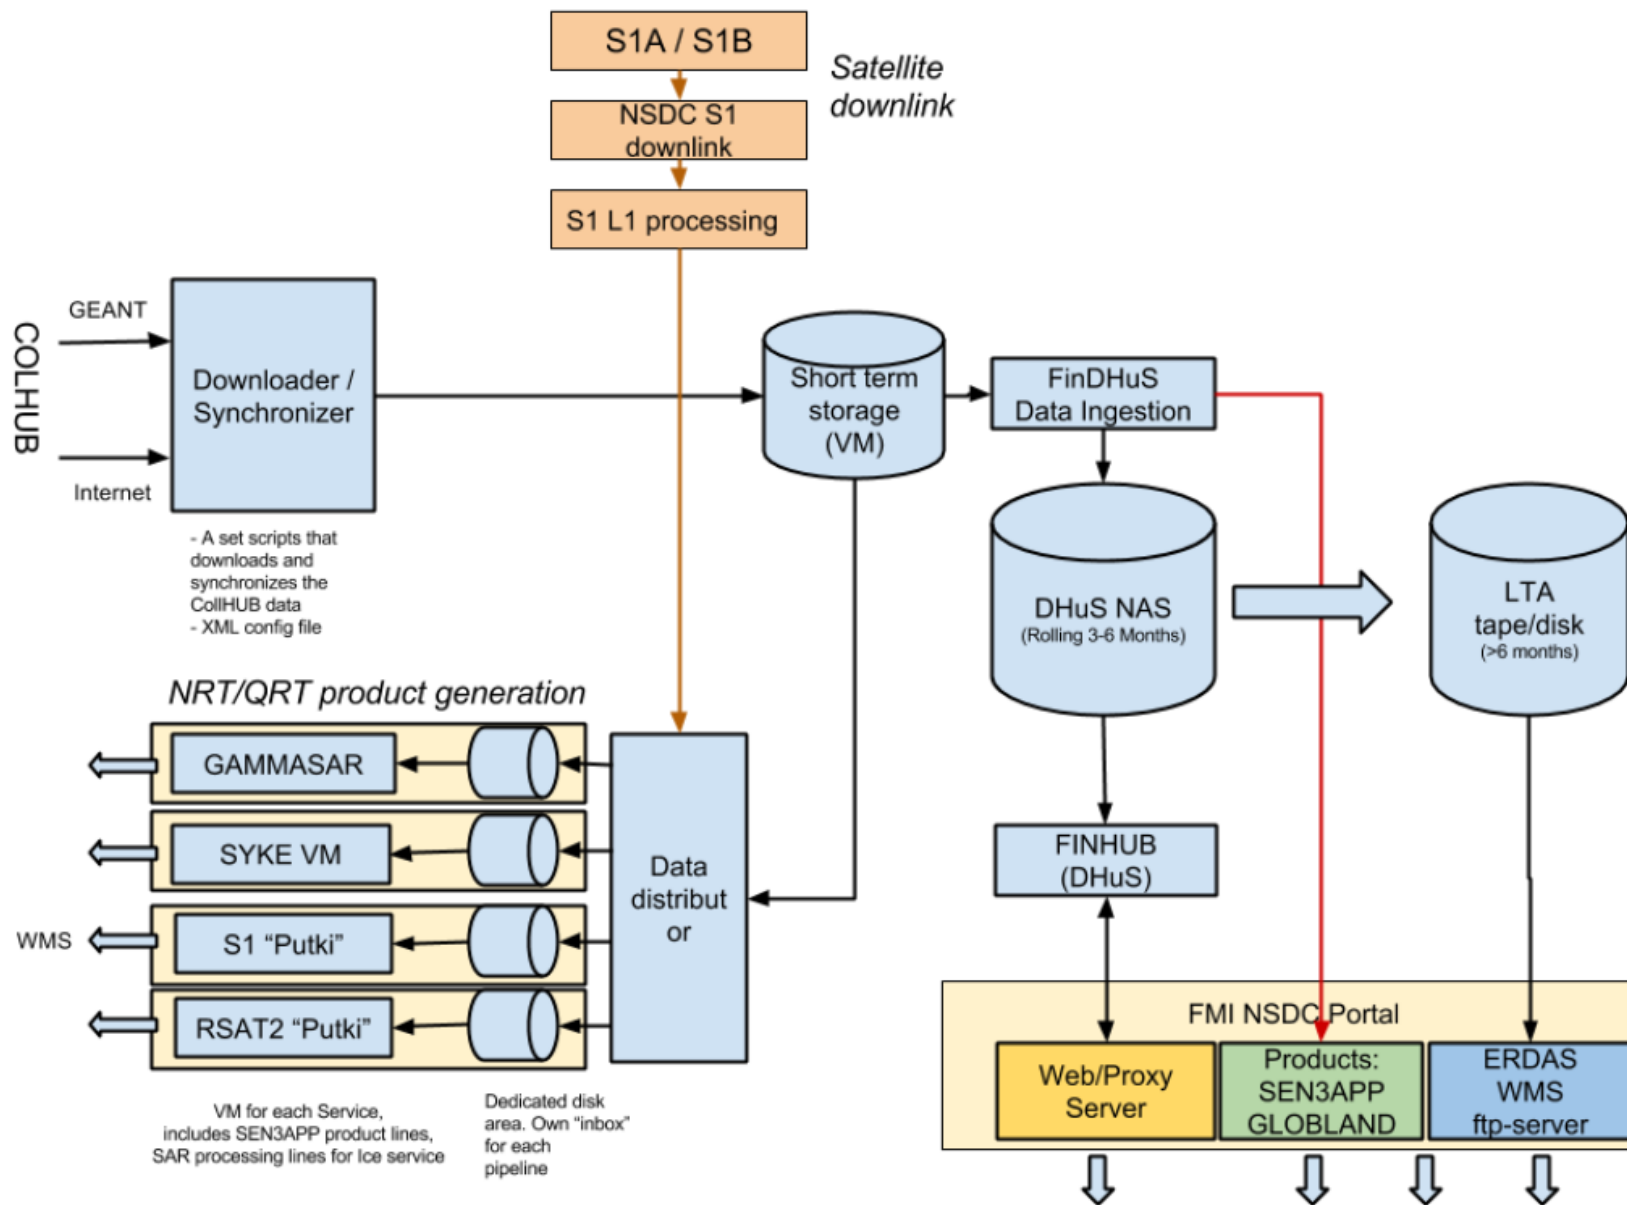 S1A / S1B
Satellite
downlink
NSDC S1
downlink
S1 L1 processing
COLHUB
GEANT
Internet
Downloader /
Synchronizer
- A set scripts that
downloads and
synchronizes the
CollHUB data
- XML config file
Short term
storage
(VM)
FinDHuS
Data Ingestion
DHuS NAS
(Rolling 3-6 Months)
LTA
tape/disk
(>6 months)
NRT/QRT product generation
GAMMASAR
SYKE VM
WMS
S1 “Putki”
RSAT2 “Putki”
Data
distribut
or
VM for each Service,
includes SEN3APP product lines,
SAR processing lines for Ice service
Dedicated disk
area. Own “inbox”
for each
pipeline
FINHUB
(DHuS)
FMI NSDC Portal
Web/Proxy
Server
Products:
SEN3APP
GLOBLAND
ERDAS
WMS
ftp-server